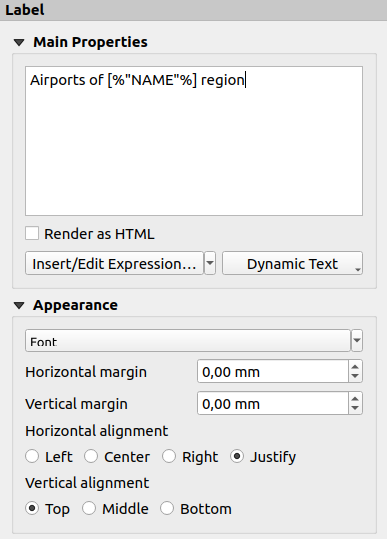 Label
Main Properties
Airports of [%"NAME"%] region
Render as HTML
Insert/Edit Expression... Dynamic Text
Appearance
Font
Horizontal margin 0,00 mm
Vertical margin 0,00 mm
Horizontal alignment
Left Center Right Justify
Vertical alignment
Top Middle Bottom